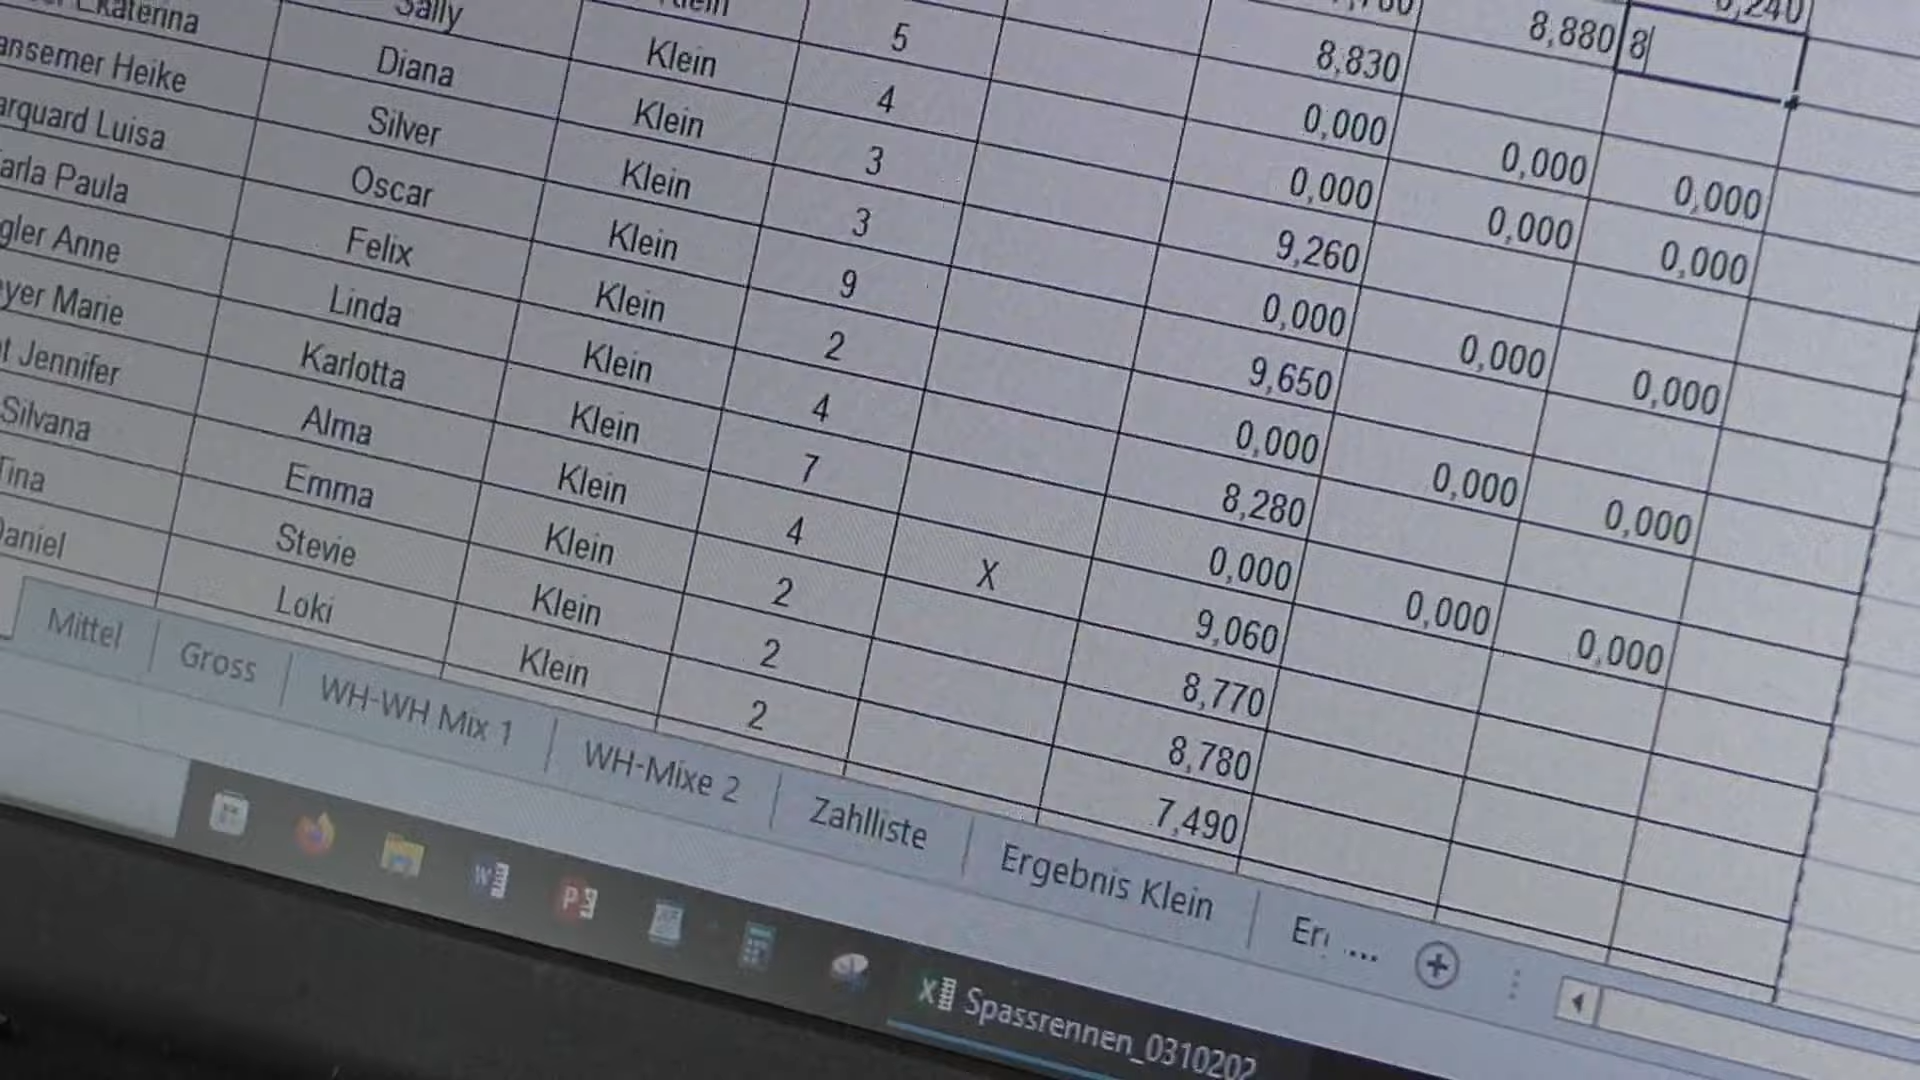 8,880 8
8,830
5 0,000 0,000 0,000
Sally Klein 4 0,000 0,000 0,000
Ekaterina Diana Klein 3 9,260
ansemer Heike Silver Klein 3 0,000 0,000 0,000
arquard Luisa Oscar Klein 9 9,650
arla Paula Felix Klein 2 0,000 0,000 0,000
gler Anne Linda Klein 4 8,280
eyer Marie Karlotta Klein 7 0,000 0,000 0,000
t Jennifer Alma Klein 4 X 9,060
Silvana Emma Klein 2 8,770
Tina Stevie Klein 2 8,780
Daniel Loki Klein 2 7,490
Mittel Gross WH-WH Mix 1 WH-Mixe 2 Zahlliste Ergebnis Klein Er ...
Spassrennen_0310202